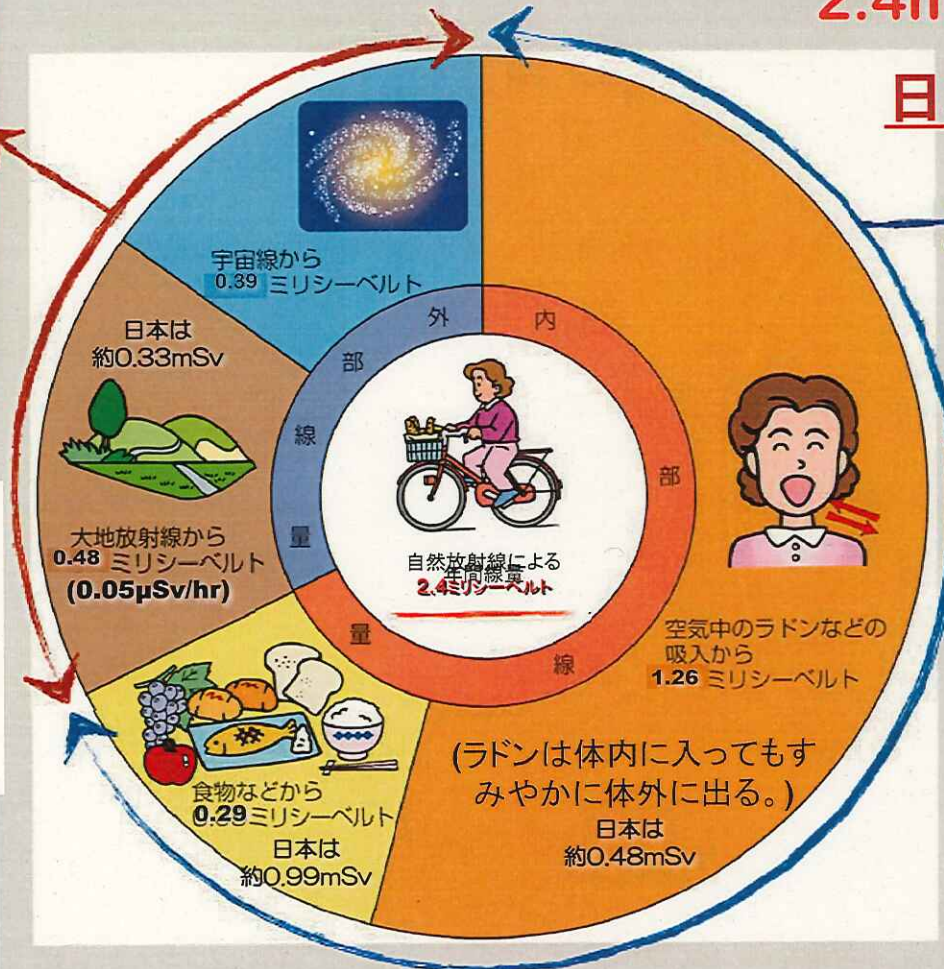 2.4m
日
宇宙線から
0.39 ミリシーベルト
日本は
約0.33mSv
大地放射線から
0.48 ミリシーベルト
(0.05μSv/hr)
外部線量
内部線量
自然放射線による
年間線量
2.4ミリシーベルト
空気中のラドンなどの
吸入から
1.26 ミリシーベルト
(ラドンは体内に入ってもす
みやかに体外に出る。)
日本は
約0.48mSv
食物などから
0.29 ミリシーベルト
日本は
約0.99mSv